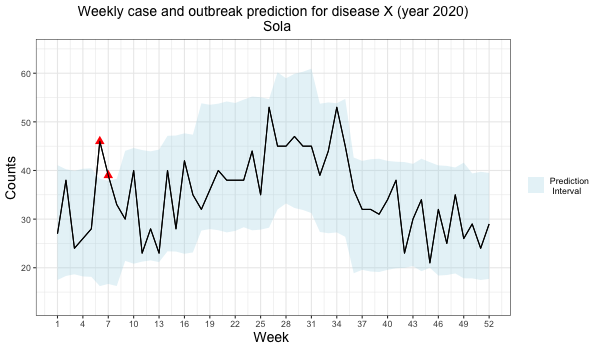 Weekly case and outbreak prediction for disease X (year 2020)
Sola
Counts
60
50
40
30
20
1 4 7 10 13 16 19 22 25 28 31 34 37 40 43 46 49 52
Week
Prediction
Interval